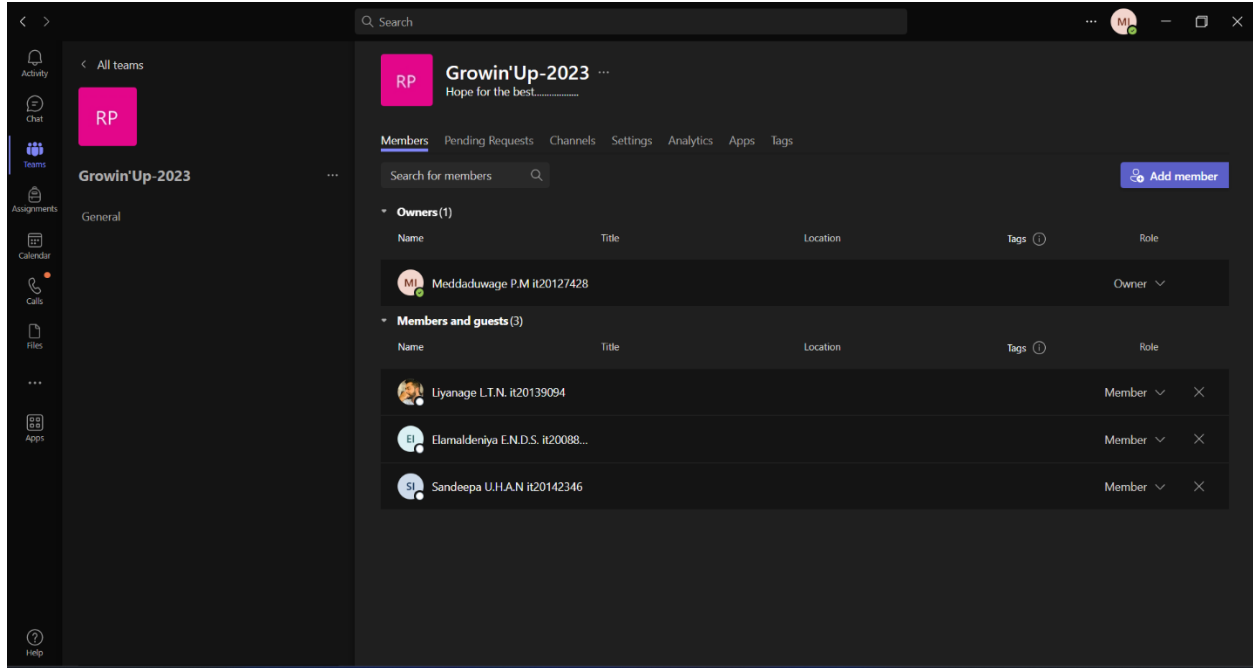 Search
MI
Activity
Chat
Teams
Assignments
Calendar
Calls
Files
Apps
Help
All teams
RP
Growin'Up-2023
General
RP
Growin'Up-2023
Hope for the best.................
Members Pending Requests Channels Settings Analytics Apps Tags
Search for members
Add member
Owners (1)
Name Title Location Tags Role
MI Meddaduwage P.M it20127428 Owner
Members and guests (3)
Name Title Location Tags Role
Liyanage L.T.N. it20139094 Member
EI Elamaldeniya E.N.D.S. it20088... Member
SI Sandeepa U.H.A.N it20142346 Member